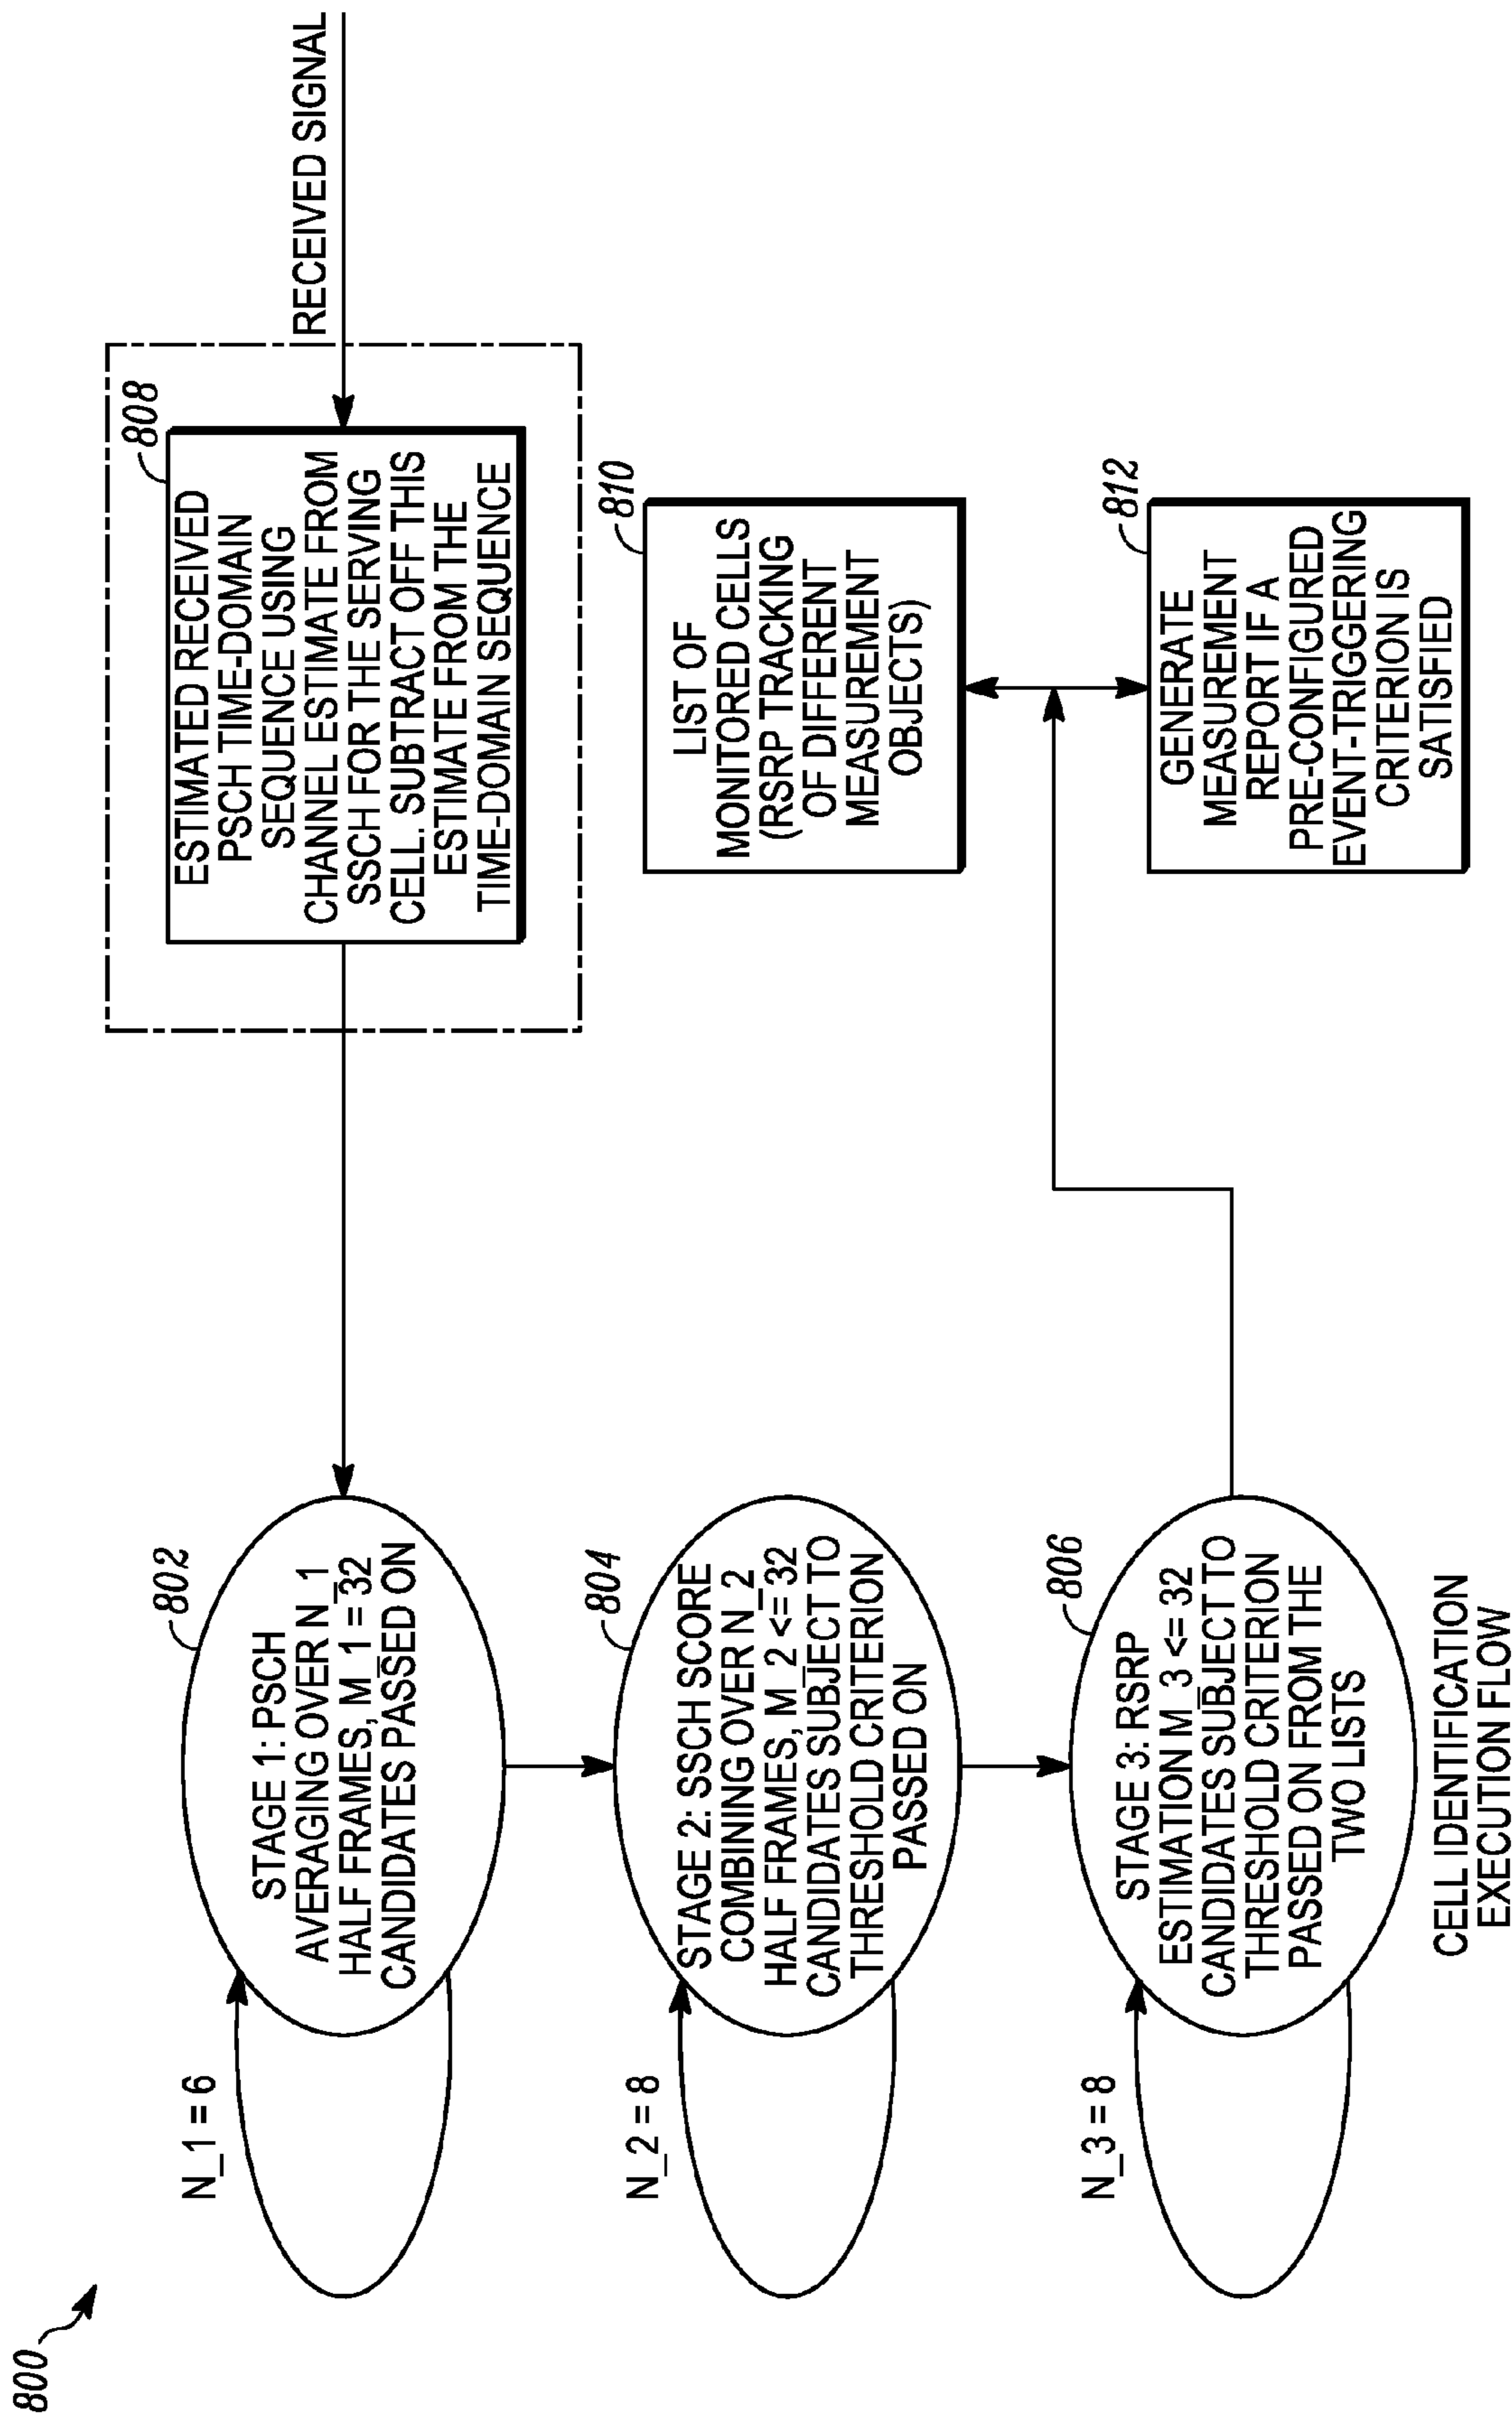 800
N_1 = 6
802
STAGE 1: PSCH
AVERAGING OVER N_1
HALF FRAMES, M_1 = 32
CANDIDATES PASSED ON
808
ESTIMATED RECEIVED
PSCH TIME-DOMAIN
SEQUENCE USING
CHANNEL ESTIMATE FROM
SSCH FOR THE SERVING
CELL. SUBTRACT OFF THIS
ESTIMATE FROM THE
TIME-DOMAIN SEQUENCE
RECEIVED SIGNAL
N_2 = 8
804
STAGE 2: SSCH SCORE
COMBINING OVER N_2
HALF FRAMES, M_2 <= 32
CANDIDATES SUBJECT TO
THRESHOLD CRITERION
PASSED ON
810
LIST OF
MONITORED CELLS
(RSRP TRACKING
OF DIFFERENT
MEASUREMENT
OBJECTS)
N_3 = 8
806
STAGE 3: RSRP
ESTIMATION M_3 <= 32
CANDIDATES SUBJECT TO
THRESHOLD CRITERION
PASSED ON FROM THE
TWO LISTS
812
GENERATE
MEASUREMENT
REPORT IF A
PRE-CONFIGURED
EVENT-TRIGGERING
CRITERION IS
SATISFIED
CELL IDENTIFICATION
EXECUTION FLOW